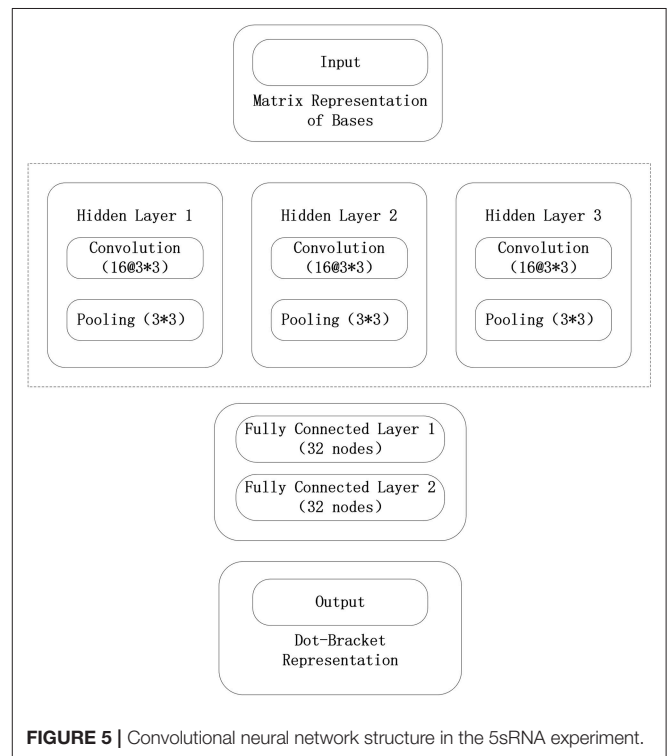 Input
Matrix Representation
of Bases
Hidden Layer 1
Convolution
(16@3*3)
Pooling (3*3)
Hidden Layer 2
Convolution
(16@3*3)
Pooling (3*3)
Hidden Layer 3
Convolution
(16@3*3)
Pooling (3*3)
Fully Connected Layer 1
(32 nodes)
Fully Connected Layer 2
(32 nodes)
Output
Dot-Bracket
Representation
FIGURE 5 | Convolutional neural network structure in the 5sRNA experiment.